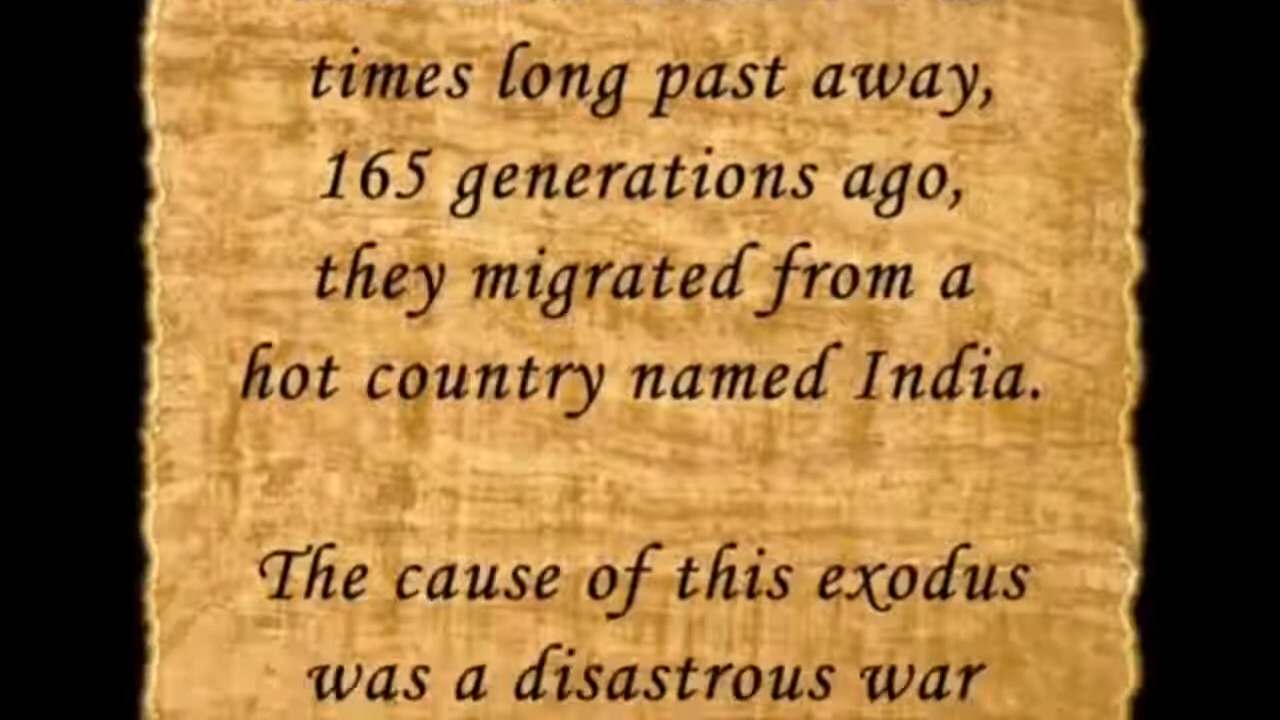 times long past away,
165 generations ago,
they migrated from a
hot country named India.
The cause of this exodus
was a disastrous war